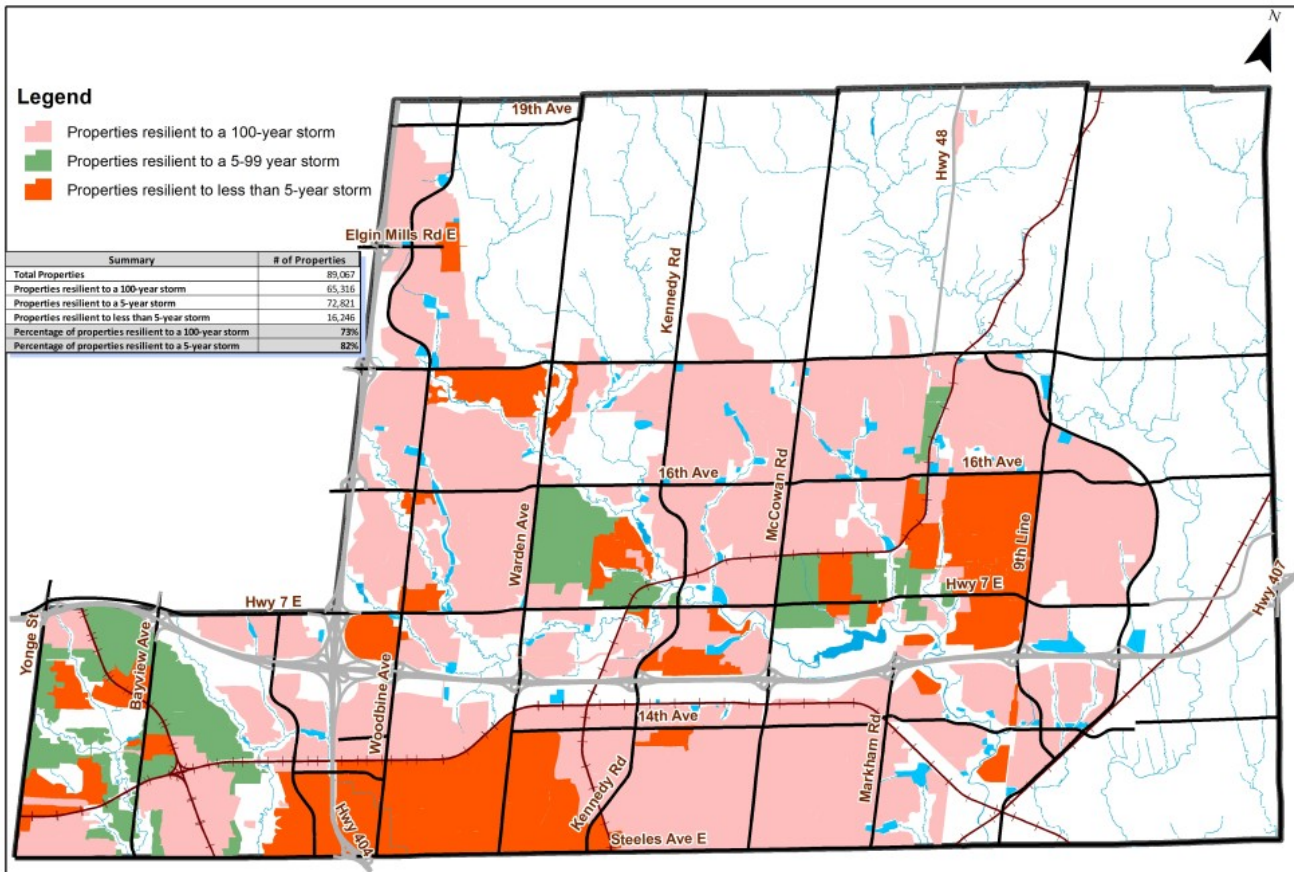 N
Legend
Properties resilient to a 100-year storm
Properties resilient to a 5-99 year storm
Properties resilient to less than 5-year storm
Summary # of Properties
Total Properties 89,067
Properties resilient to a 100-year storm 65,316
Properties resilient to a 5-year storm 72,821
Properties resilient to less than 5-year storm 16,246
Percentage of properties resilient to a 100-year storm 73%
Percentage of properties resilient to a 5-year storm 82%
19th Ave
Hwy 48
Elgin Mills Rd E
Kennedy Rd
16th Ave
McCowan Rd
16th Ave
Warden Ave
9th Line
Hwy 7 E
Hwy 7 E
Hwy 407
Yonge St
Bayview Ave
Woodbine Ave
14th Ave
Markham Rd
Kennedy Rd
Hwy 404
Steeles Ave E